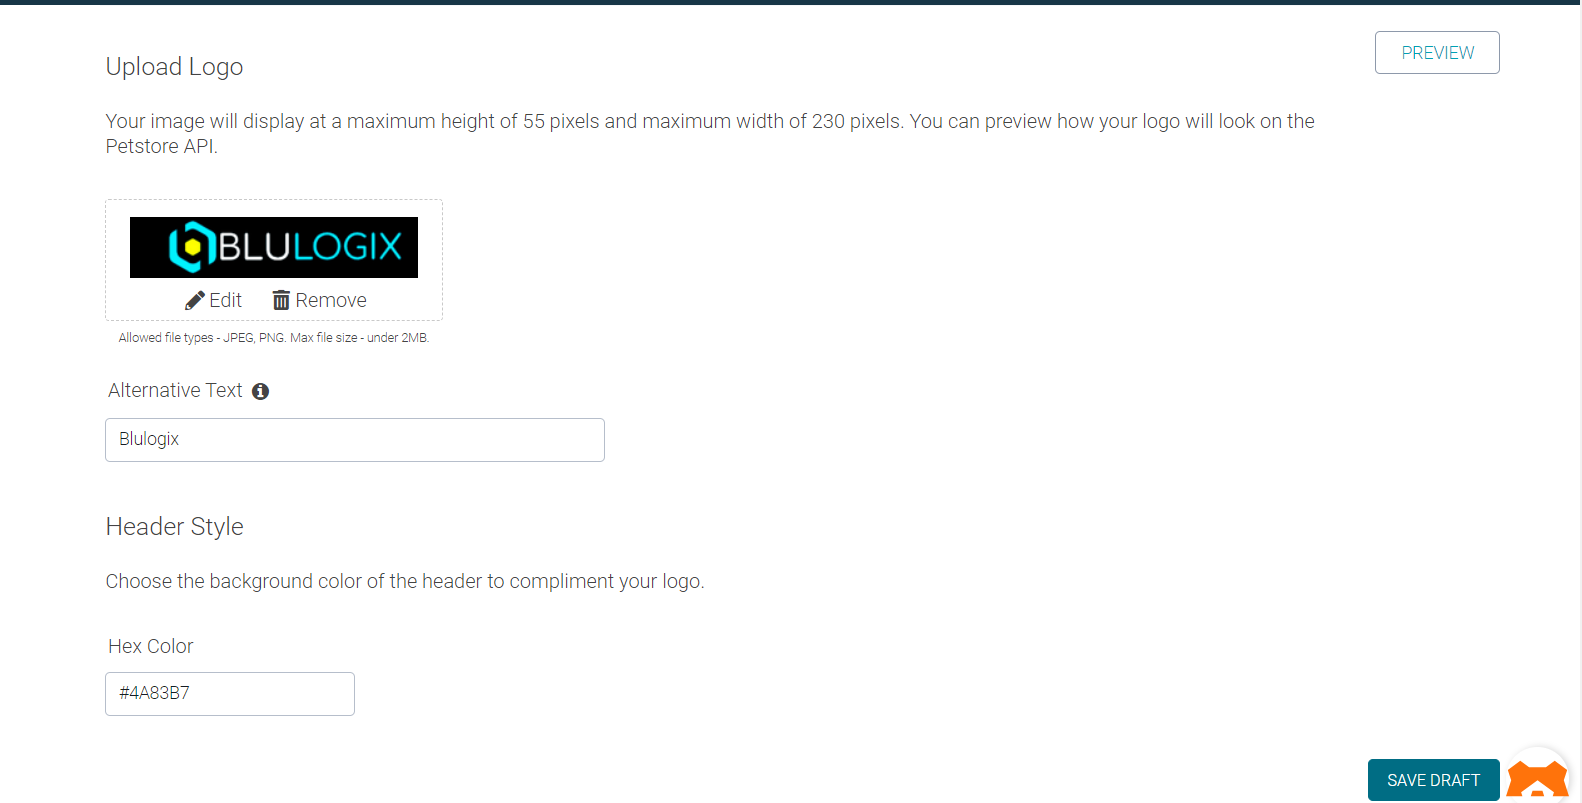 PREVIEW
Upload Logo
Your image will display at a maximum height of 55 pixels and maximum width of 230 pixels. You can preview how your logo will look on the
Petstore API.
BLULOGIX
Edit Remove
Allowed file types - JPEG, PNG. Max file size - under 2MB.
Alternative Text
Blulogix
Header Style
Choose the background color of the header to compliment your logo.
Hex Color
#4A83B7
SAVE DRAFT